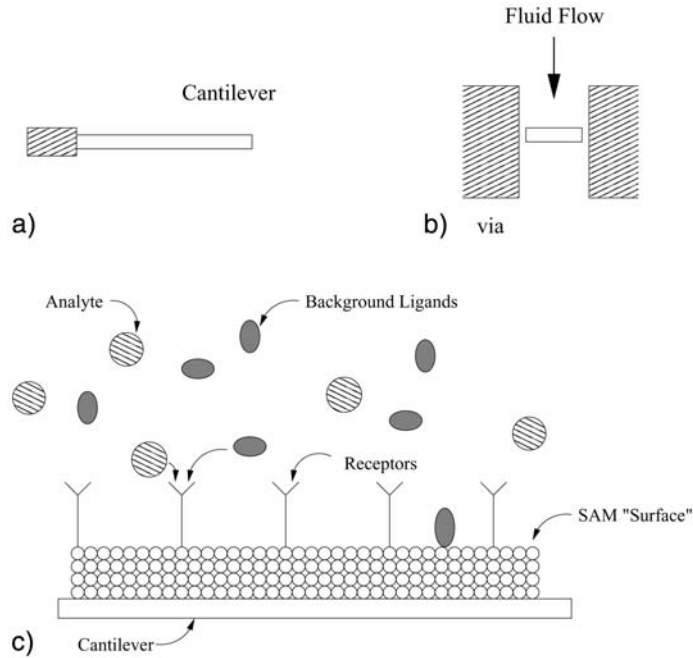 Fluid Flow
Cantilever
a)
b)
via
Analyte
Background Ligands
Receptors
SAM "Surface"
Cantilever
c)